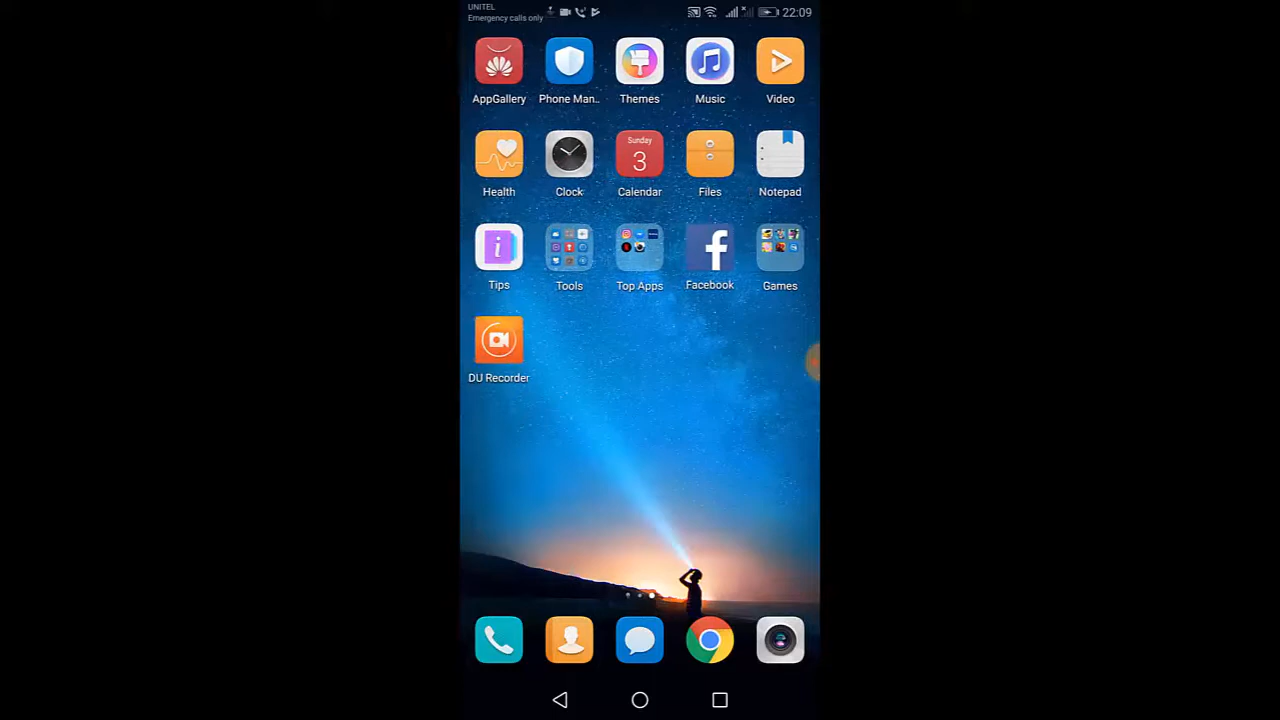 UNITEL
Emergency calls only
22:09
AppGallery
Phone Man..
Themes
Music
Video
Health
Clock
Sunday
3
Calendar
Files
Notepad
Tips
Tools
Top Apps
Facebook
Games
DU Recorder